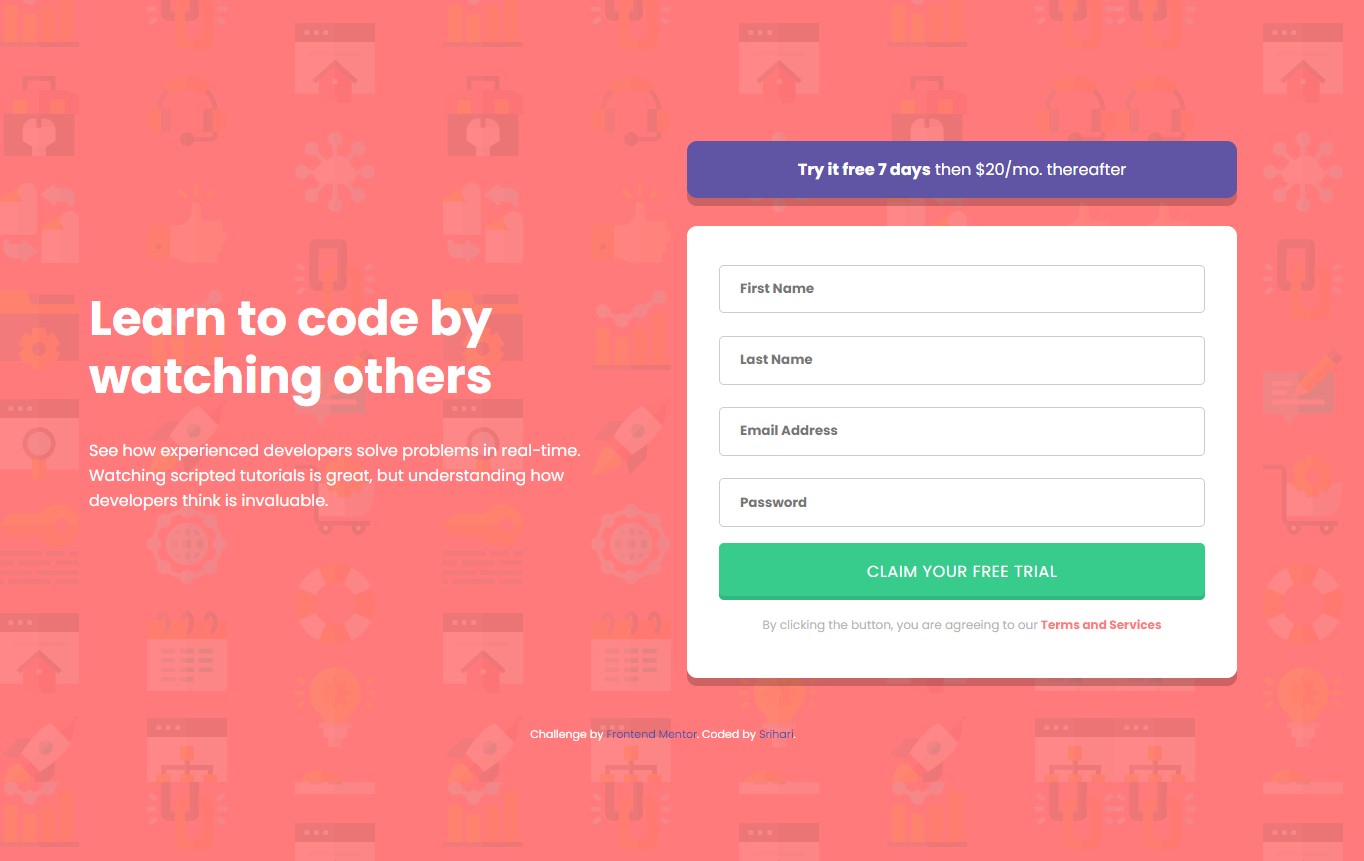 Learn to code by
watching others
See how experienced developers solve problems in real-time.
Watching scripted tutorials is great, but understanding how
developers think is invaluable.
Try it free 7 days then $20/mo. thereafter
First Name
Last Name
Email Address
Password
CLAIM YOUR FREE TRIAL
By clicking the button, you are agreeing to our Terms and Services
Challenge by Frontend Mentor. Coded by Srihari.